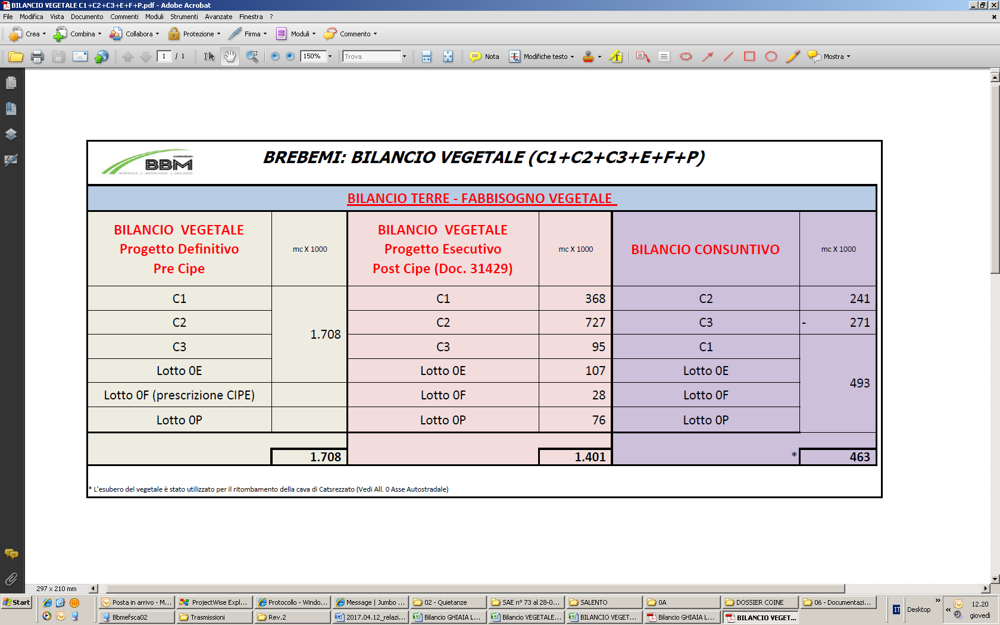 BILANCIO VEGETALE C1+C2+C3+E+F+P.pdf - Adobe Acrobat
File Modifica Vista Documento Commenti Moduli Strumenti Avanzate Finestra ?
Crea Combina Collabora Protezione Firma Moduli Commento
1 / 1 150% Trova Nota Modifiche testo Mostra
BBM
BREBEMI: BILANCIO VEGETALE (C1+C2+C3+E+F+P)
BILANCIO TERRE - FABBISOGNO VEGETALE
BILANCIO VEGETALE
Progetto Definitivo
Pre Cipe
mc X 1000
BILANCIO VEGETALE
Progetto Esecutivo
Post Cipe (Doc. 31429)
mc X 1000
BILANCIO CONSUNTIVO
mc X 1000
C1 C1 368 C2 241
C2 C2 727 C3 - 271
1.708
C3 C3 95 C1
Lotto 0E Lotto 0E 107 Lotto 0E
493
Lotto 0F (prescrizione CIPE) Lotto 0F 28 Lotto 0F
Lotto 0P Lotto 0P 76 Lotto 0P
1.708 1.401 * 463
* L'esubero del vegetale è stato utilizzato per il ritombamento della cava di Catsrezzato (Vedi All. 0 Asse Autostradale)
297 x 210 mm
Start Posta in arrivo - M... ProjectWise Expl... Protocollo - Windo... Message | Jumbo ... 02 - Quietanze SAE n° 73 al 28-0... SALENTO 0A DOSSIER COINE 06 - Documentazi... » 12.20
Bbmefsca02 Trasmissioni Rev.2 2017.04.12_relazi... Bilancio GHIAIA L... Bilancio VEGETALE... BILANCIO VEGET... Bilancio GHIAIA L... BILANCIO VEGET... IT Desktop « giovedì